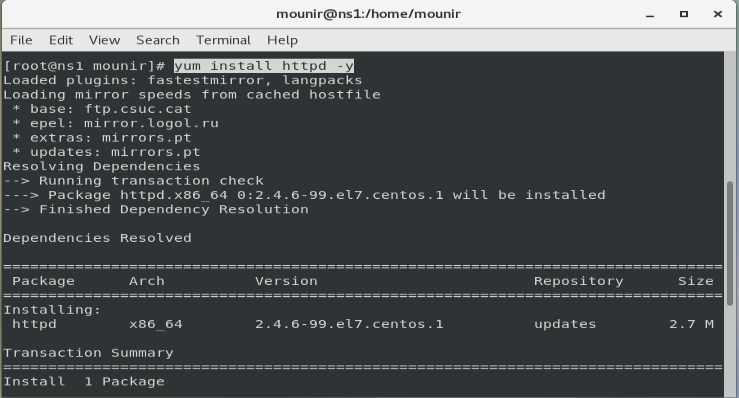 mounir@ns1:/home/mounir
File Edit View Search Terminal Help
[root@ns1 mounir]# yum install httpd -y
Loaded plugins: fastestmirror, langpacks
Loading mirror speeds from cached hostfile
 * base: ftp.csuc.cat
 * epel: mirror.logol.ru
 * extras: mirrors.pt
 * updates: mirrors.pt
Resolving Dependencies
--> Running transaction check
---> Package httpd.x86_64 0:2.4.6-99.el7.centos.1 will be installed
--> Finished Dependency Resolution
Dependencies Resolved
================================================================================
 Package      Arch          Version                        Repository      Size
================================================================================
Installing:
 httpd        x86_64        2.4.6-99.el7.centos.1          updates        2.7 M
Transaction Summary
================================================================================
Install  1 Package